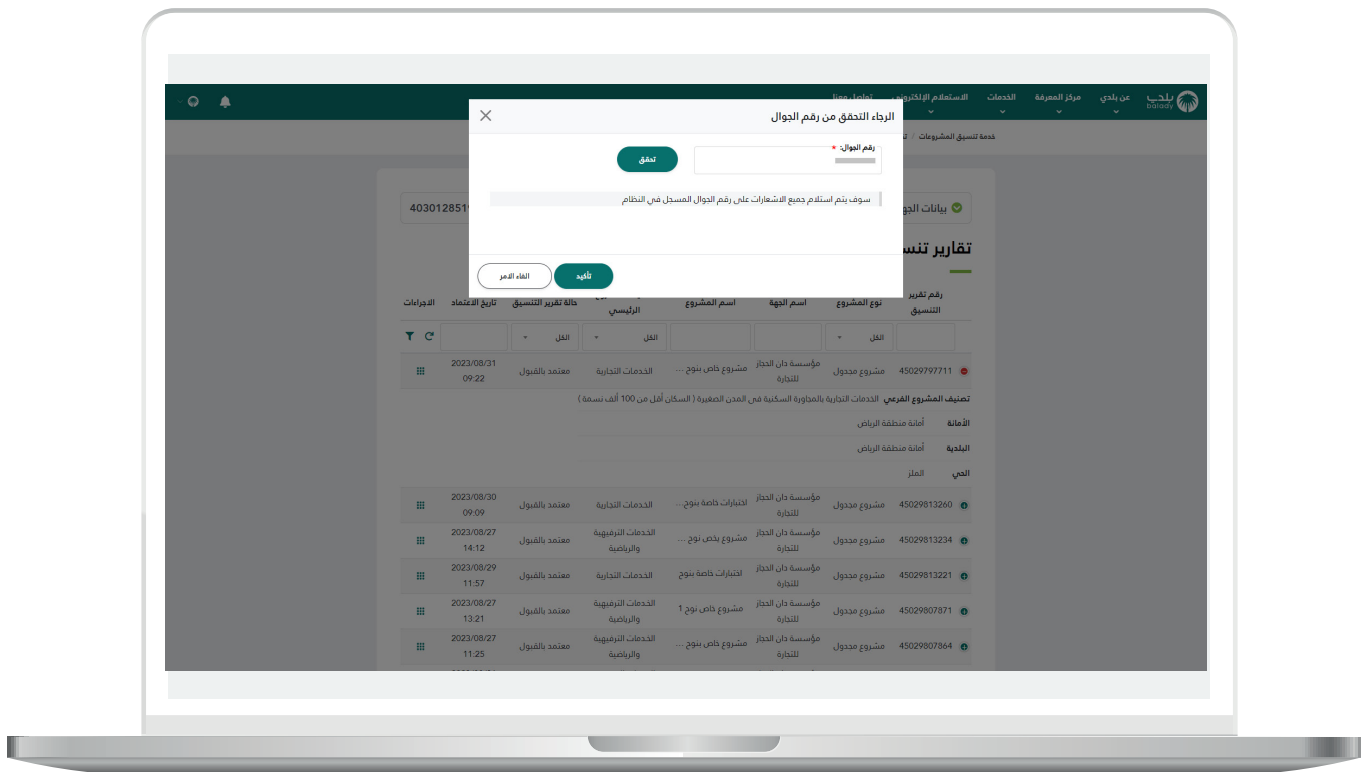 بلدي
balady
عن بلدي
مركز المعرفة
الخدمات
الاستعلام الإلكتروني
تواصل معنا
خدمة تنسيق المشروعات /
الرجاء التحقق من رقم الجوال
رقم الجوال: *
تحقق
سوف يتم استلام جميع الاشعارات على رقم الجوال المسجل في النظام
تأكيد
الغاء الامر
بيانات الجه
40301285
تقارير تنس
رقم تقرير التنسيق
نوع المشروع
اسم الجهة
اسم المشروع
الرئيسي
حالة تقرير التنسيق
تاريخ الاعتماد
الاجراءات
الكل
الكل
الكل
45029797711 مشروع مجدول مؤسسة دان الحجاز للتجارة مشروع خاص بنوح ... الخدمات التجارية معتمد بالقبول 2023/08/31 09:22
تصنيف المشروع الفرعي الخدمات التجارية بالمجاورة السكنية في المدن الصغيرة ( السكان أقل من 100 ألف نسمة )
الأمانة أمانة منطقة الرياض
البلدية أمانة منطقة الرياض
الحي الملز
45029813260 مشروع مجدول مؤسسة دان الحجاز للتجارة اختبارات خاصة بنوح ... الخدمات التجارية معتمد بالقبول 2023/08/30 09:09
45029813234 مشروع مجدول مؤسسة دان الحجاز للتجارة مشروع يخص نوح ... الخدمات الترفيهية والرياضية معتمد بالقبول 2023/08/27 14:12
45029813221 مشروع مجدول مؤسسة دان الحجاز للتجارة اختبارات خاصة بنوح الخدمات التجارية معتمد بالقبول 2023/08/29 11:57
45029807871 مشروع مجدول مؤسسة دان الحجاز للتجارة مشروع خاص نوح 1 الخدمات الترفيهية والرياضية معتمد بالقبول 2023/08/27 13:21
45029807864 مشروع مجدول مؤسسة دان الحجاز للتجارة مشروع خاص بنوح ... الخدمات الترفيهية والرياضية معتمد بالقبول 2023/08/27 11:25